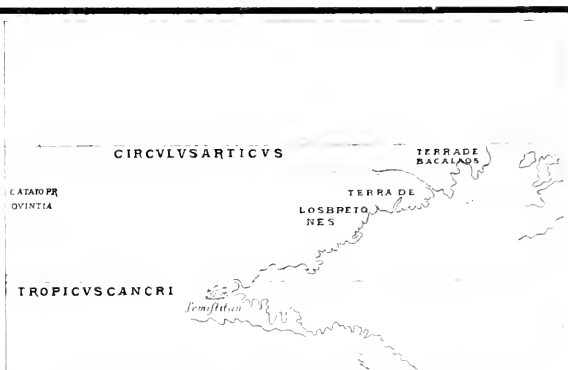 CIRCVLVSARTICVS
TERRADE
BACALAOS
CATAIO PR
OVINTIA
TERRA DE
LOSBRETO
NES
TROPICVSCANCRI
Temistitan